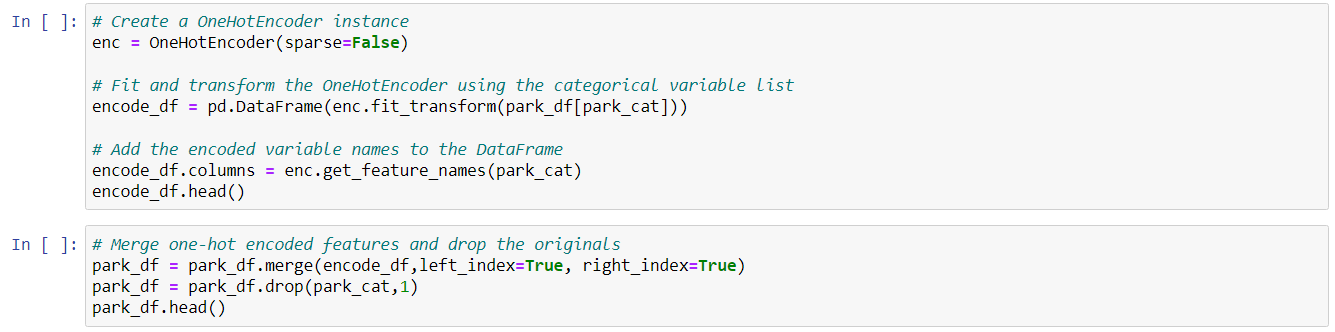 In [ ]: # Create a OneHotEncoder instance
enc = OneHotEncoder(sparse=False)
# Fit and transform the OneHotEncoder using the categorical variable list
encode_df = pd.DataFrame(enc.fit_transform(park_df[park_cat]))
# Add the encoded variable names to the DataFrame
encode_df.columns = enc.get_feature_names(park_cat)
encode_df.head()
In [ ]: # Merge one-hot encoded features and drop the originals
park_df = park_df.merge(encode_df,left_index=True, right_index=True)
park_df = park_df.drop(park_cat,1)
park_df.head()